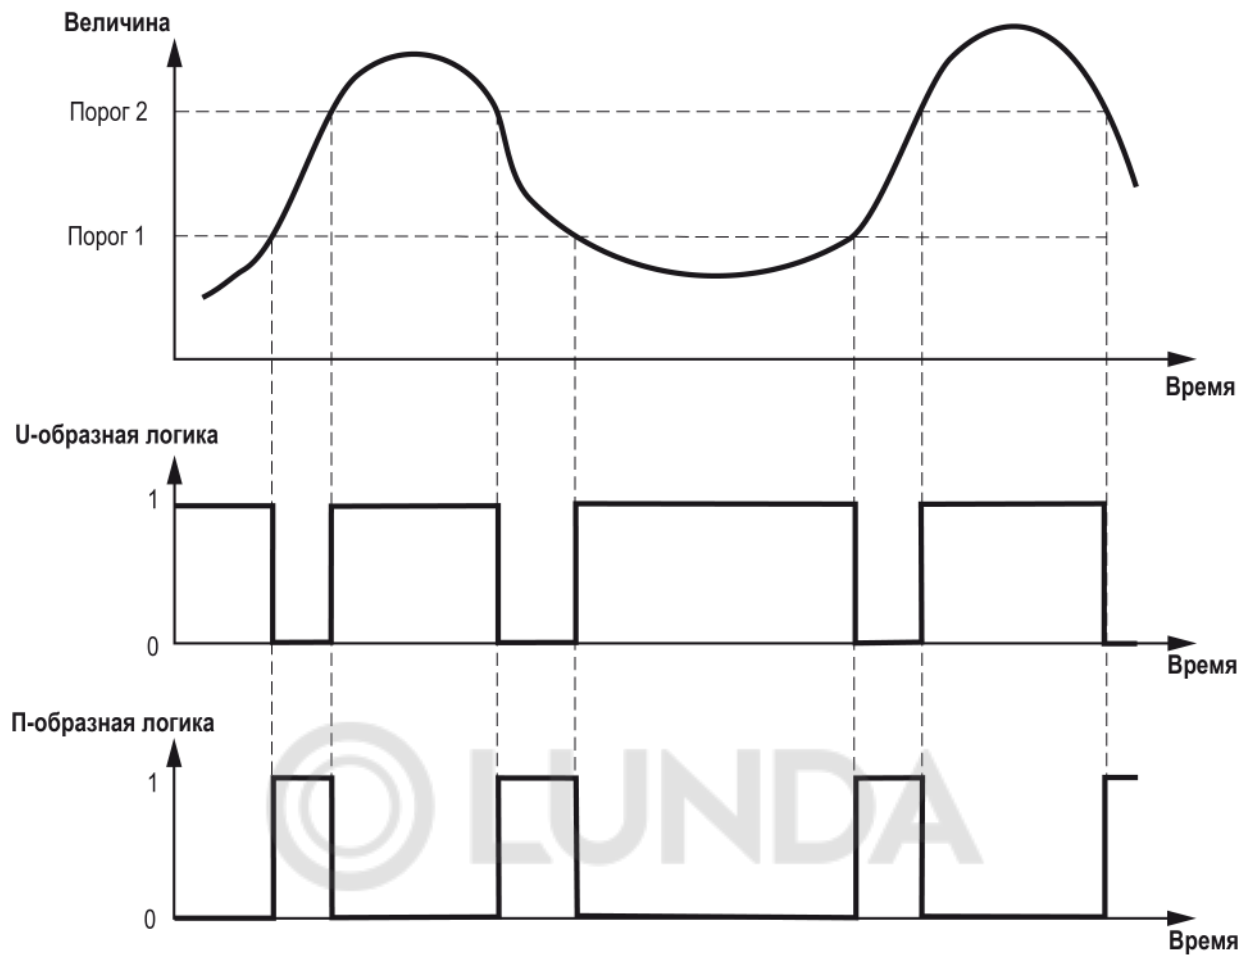 Величина
Порог 2
Порог 1
Время
U-образная логика
1
0
Время
П-образная логика
1
0
Время
LUNDA